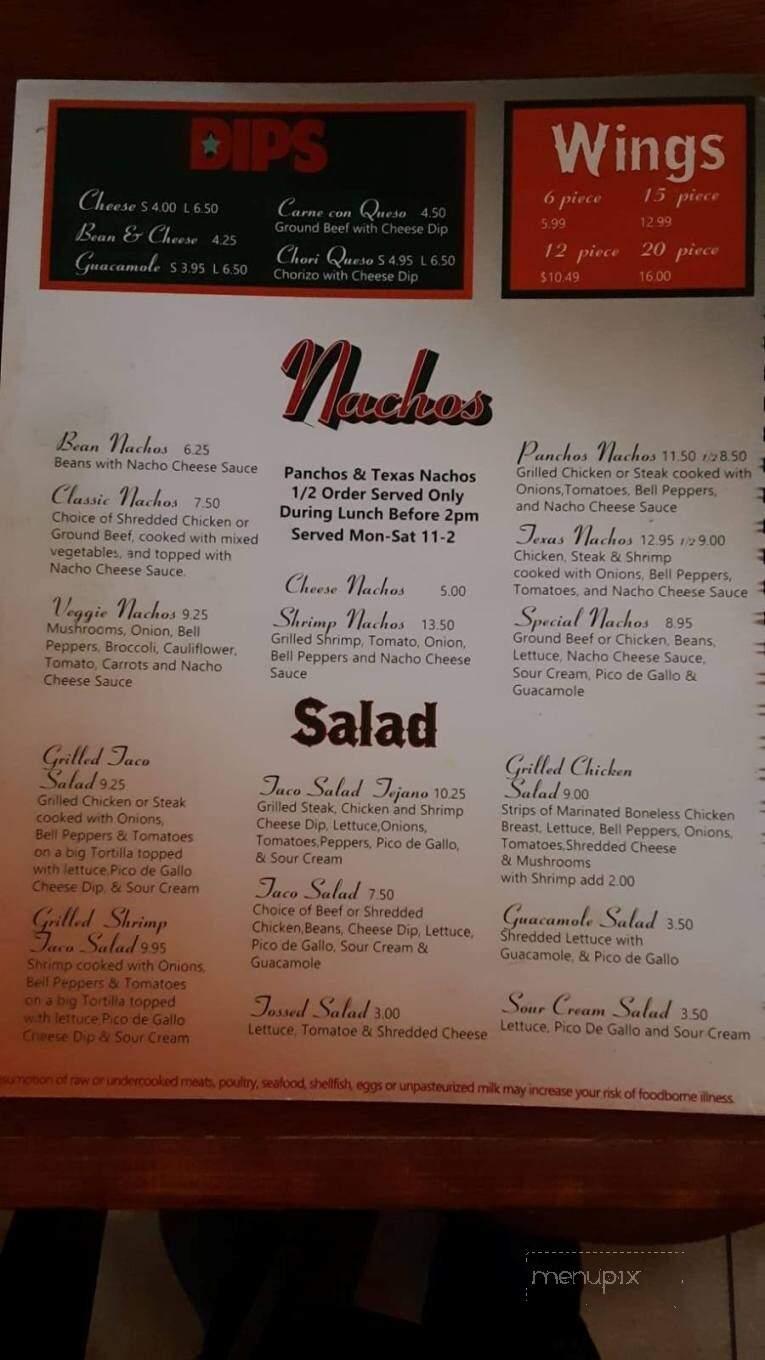 DIPS
Cheese S 4.00 L 6.50
Bean & Cheese 4.25
Guacamole S 3.95 L 6.50
Carne con Queso 4.50
Ground Beef with Cheese Dip
Chori Queso S 4.95 L 6.50
Chorizo with Cheese Dip
Wings
6 piece 15 piece
5.99 12.99
12 piece 20 piece
$10.49 16.00
Nachos
Bean Nachos 6.25
Beans with Nacho Cheese Sauce
Classic Nachos 7.50
Choice of Shredded Chicken or
Ground Beef, cooked with mixed
vegetables, and topped with
Nacho Cheese Sauce.
Veggie Nachos 9.25
Mushrooms, Onion, Bell
Peppers, Broccoli, Cauliflower,
Tomato, Carrots and Nacho
Cheese Sauce
Panchos & Texas Nachos
1/2 Order Served Only
During Lunch Before 2pm
Served Mon-Sat 11-2
Cheese Nachos 5.00
Shrimp Nachos 13.50
Grilled Shrimp, Tomato, Onion,
Bell Peppers and Nacho Cheese
Sauce
Panchos Nachos 11.50 1/2 8.50
Grilled Chicken or Steak cooked with
Onions,Tomatoes, Bell Peppers,
and Nacho Cheese Sauce
Texas Nachos 12.95 1/2 9.00
Chicken, Steak & Shrimp
cooked with Onions, Bell Peppers,
Tomatoes, and Nacho Cheese Sauce
Special Nachos 8.95
Ground Beef or Chicken, Beans,
Lettuce, Nacho Cheese Sauce,
Sour Cream, Pico de Gallo &
Guacamole
Salad
Grilled Taco
Salad 9.25
Grilled Chicken or Steak
cooked with Onions,
Bell Peppers & Tomatoes
on a big Tortilla topped
with lettuce,Pico de Gallo
Cheese Dip, & Sour Cream
Grilled Shrimp
Taco Salad 9.95
Shrimp cooked with Onions,
Bell Peppers & Tomatoes
on a big Tortilla topped
with lettuce,Pico de Gallo
Cheese Dip & Sour Cream
Taco Salad Tejano 10.25
Grilled Steak, Chicken and Shrimp
Cheese Dip, Lettuce,Onions,
Tomatoes,Peppers, Pico de Gallo,
& Sour Cream
Taco Salad 7.50
Choice of Beef or Shredded
Chicken,Beans, Cheese Dip, Lettuce,
Pico de Gallo, Sour Cream &
Guacamole
Tossed Salad 3.00
Lettuce, Tomatoe & Shredded Cheese
Grilled Chicken
Salad 9.00
Strips of Marinated Boneless Chicken
Breast, Lettuce, Bell Peppers, Onions,
Tomatoes,Shredded Cheese
& Mushrooms
with Shrimp add 2.00
Guacamole Salad 3.50
Shredded Lettuce with
Guacamole, & Pico de Gallo
Sour Cream Salad 3.50
Lettuce, Pico De Gallo and Sour Cream
sumption of raw or undercooked meats, poultry, seafood, shellfish, eggs or unpasteurized milk may increase your risk of foodborne illness.
menupix